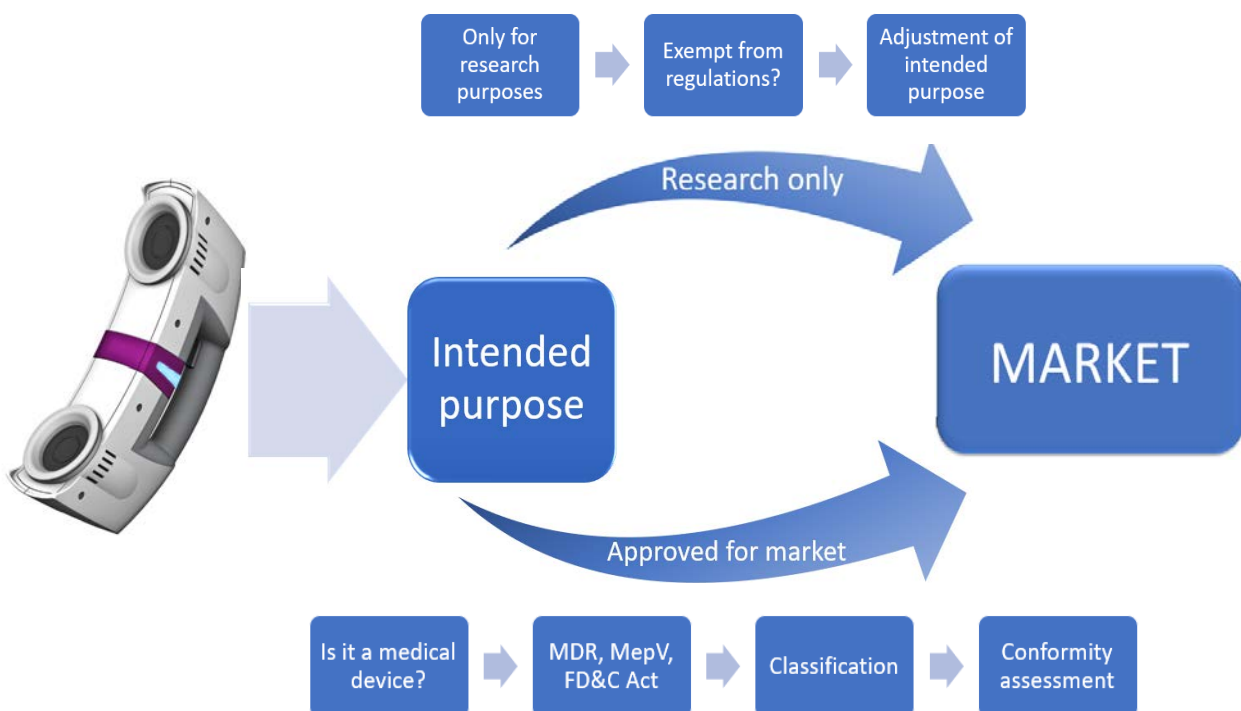 Only for
research
purposes
Exempt from
regulations?
Adjustment of
intended
purpose
Research only
Intended
purpose
MARKET
Approved for market
Is it a medical
device?
MDR, MepV,
FD&C Act
Classification
Conformity
assessment